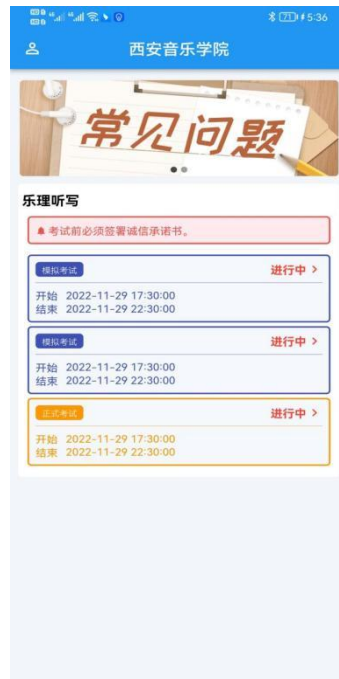 5:36
西安音乐学院
常见问题
乐理听写
考试前必须签署诚信承诺书。
模拟考试 进行中 >
开始 2022-11-29 17:30:00
结束 2022-11-29 22:30:00
模拟考试 进行中 >
开始 2022-11-29 17:30:00
结束 2022-11-29 22:30:00
正式考试 进行中 >
开始 2022-11-29 17:30:00
结束 2022-11-29 22:30:00